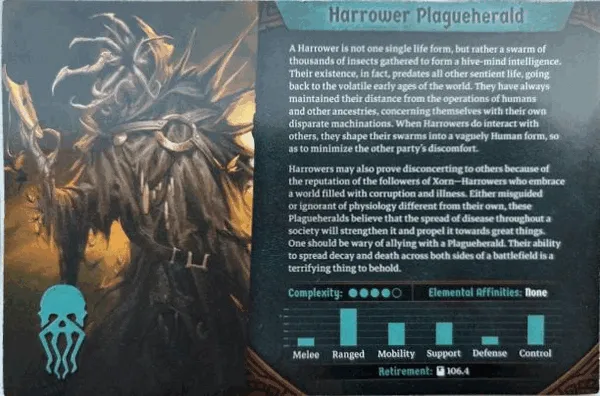 Harrower Plagueherald
A Harrower is not one single life form, but rather a swarm of
thousands of insects gathered to form a hive-mind intelligence.
Their existence, in fact, predates all other sentient life, going
back to the volatile early ages of the world. They have always
maintained their distance from the operations of humans
and other ancestries, concerning themselves with their own
disparate machinations. When Harrowers do interact with
others, they shape their swarms into a vaguely Human form, so
as to minimize the other party's discomfort.
Harrowers may also prove disconcerting to others because of
the reputation of the followers of Xorn—Harrowers who embrace
a world filled with corruption and illness. Either misguided
or ignorant of physiology different from their own, these
Plagueheralds believe that the spread of disease throughout a
society will strengthen it and propel it towards great things.
One should be wary of allying with a Plagueherald. Their ability
to spread decay and death across both sides of a battlefield is a
terrifying thing to behold.
Complexity: Elemental Affinities: None
Melee Ranged Mobility Support Defense Control
Retirement: 106.4